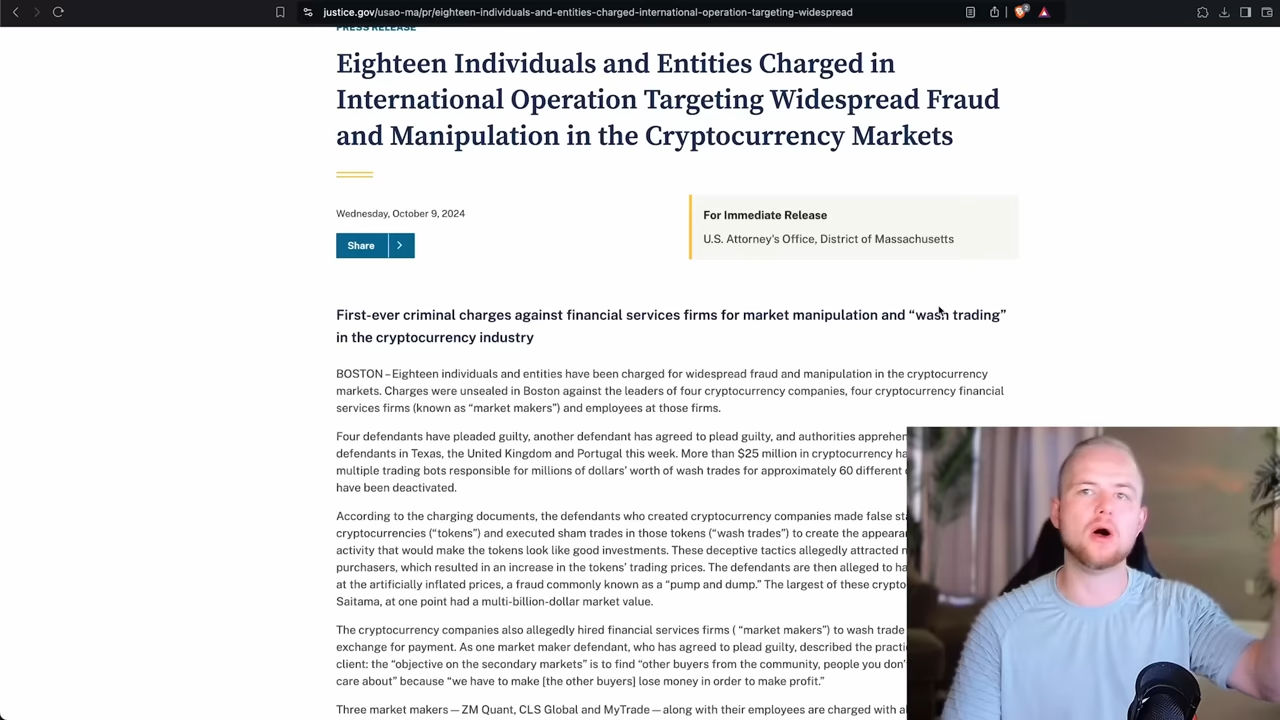 justice.gov/usao-ma/pr/eighteen-individuals-and-entities-charged-international-operation-targeting-widespread
2
PRESS RELEASE
Eighteen Individuals and Entities Charged in
International Operation Targeting Widespread Fraud
and Manipulation in the Cryptocurrency Markets
Wednesday, October 9, 2024
Share
For Immediate Release
U.S. Attorney's Office, District of Massachusetts
First-ever criminal charges against financial services firms for market manipulation and “wash trading”
in the cryptocurrency industry
BOSTON – Eighteen individuals and entities have been charged for widespread fraud and manipulation in the cryptocurrency
markets. Charges were unsealed in Boston against the leaders of four cryptocurrency companies, four cryptocurrency financial
services firms (known as “market makers”) and employees at those firms.
Four defendants have pleaded guilty, another defendant has agreed to plead guilty, and authorities
defendants in Texas, the United Kingdom and Portugal this week. More than $25 million in cryptocurrency
multiple trading bots responsible for millions of dollars’ worth of wash trades for approximately 60 different
have been deactivated.
According to the charging documents, the defendants who created cryptocurrency companies made false
cryptocurrencies (“tokens”) and executed sham trades in those tokens (“wash trades”) to create the
activity that would make the tokens look like good investments. These deceptive tactics allegedly attracted
purchasers, which resulted in an increase in the tokens’ trading prices. The defendants are then alleged to
at the artificially inflated prices, a fraud commonly known as a “pump and dump.” The largest of these
Saitama, at one point had a multi-billion-dollar market value.
The cryptocurrency companies also allegedly hired financial services firms ( “market makers”) to wash trade
exchange for payment. As one market maker defendant, who has agreed to plead guilty, described the
client: the “objective on the secondary markets” is to find “other buyers from the community, people you
care about” because “we have to make [the other buyers] lose money in order to make profit.”
Three market makers — ZM Quant, CLS Global and MyTrade — along with their employees are charged with